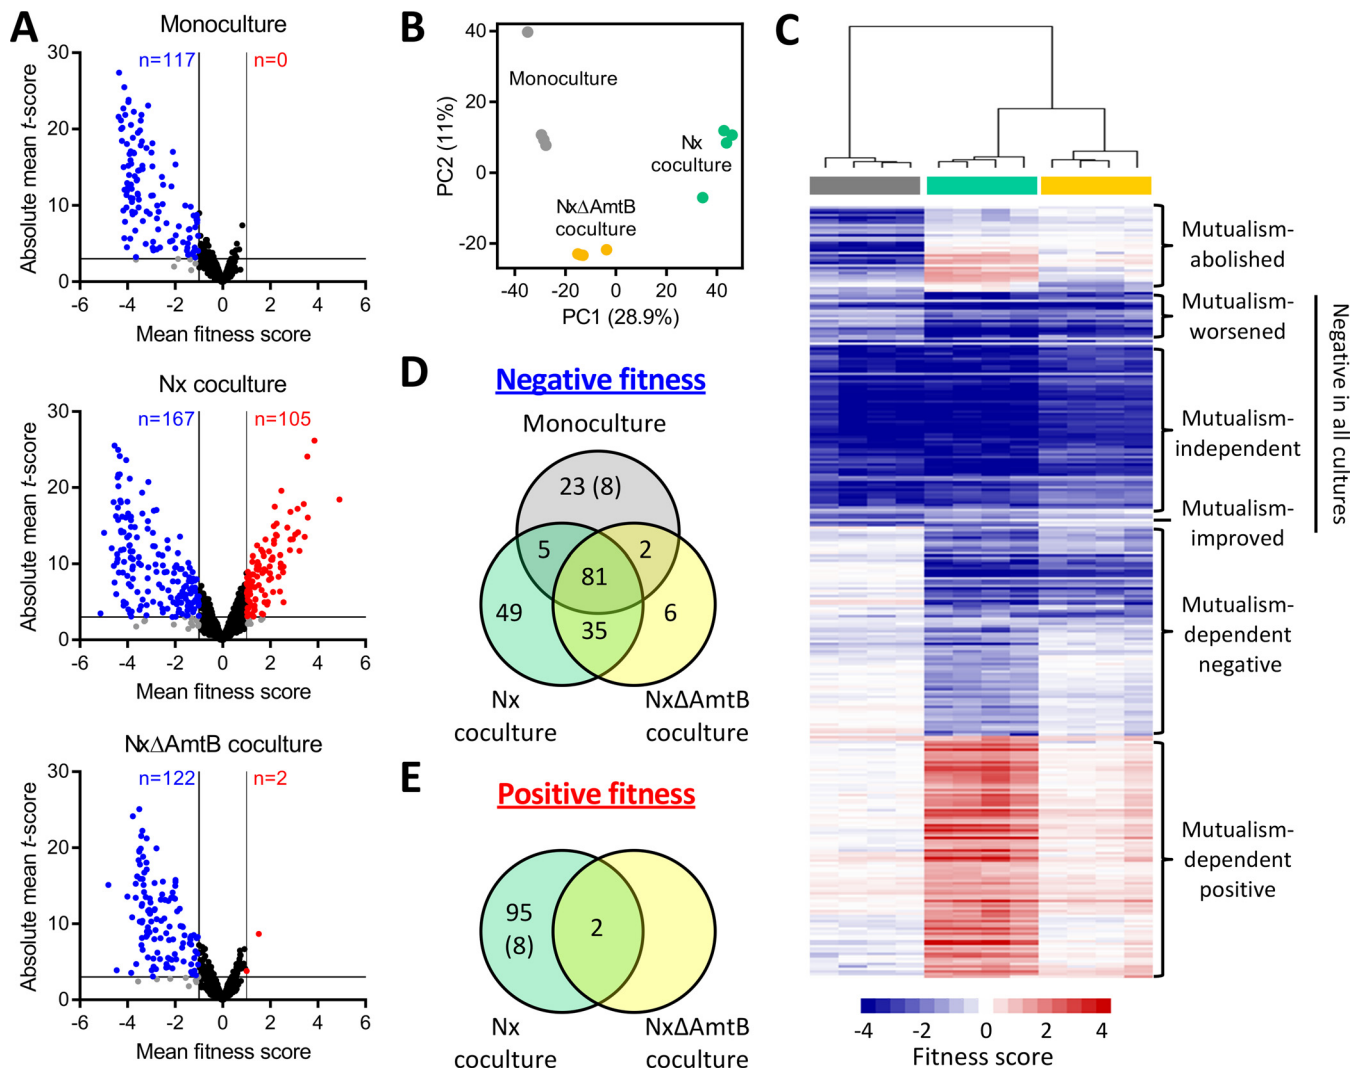 A
Monoculture
n=117
n=0
30
20
10
0
Absolute mean t-score
-6
-4
-2
0
2
4
6
Mean fitness score
Nx coculture
n=167
n=105
30
20
10
0
Absolute mean t-score
-6
-4
-2
0
2
4
6
Mean fitness score
NxΔAmtB coculture
n=122
n=2
30
20
10
0
Absolute mean t-score
-6
-4
-2
0
2
4
6
Mean fitness score
B
40
20
0
-20
PC2 (11%)
Monoculture
Nx
coculture
NxΔAmtB
coculture
-40
-20
0
20
40
PC1 (28.9%)
C
Mutualism-
abolished
Mutualism-
worsened
Mutualism-
independent
Mutualism-
improved
Negative in all cultures
Mutualism-
dependent
negative
Mutualism-
dependent
positive
-4
-2
0
2
4
Fitness score
D
Negative fitness
Monoculture
23 (8)
5
2
81
49
35
6
Nx
coculture
NxΔAmtB
coculture
E
Positive fitness
95
(8)
2
Nx
coculture
NxΔAmtB
coculture